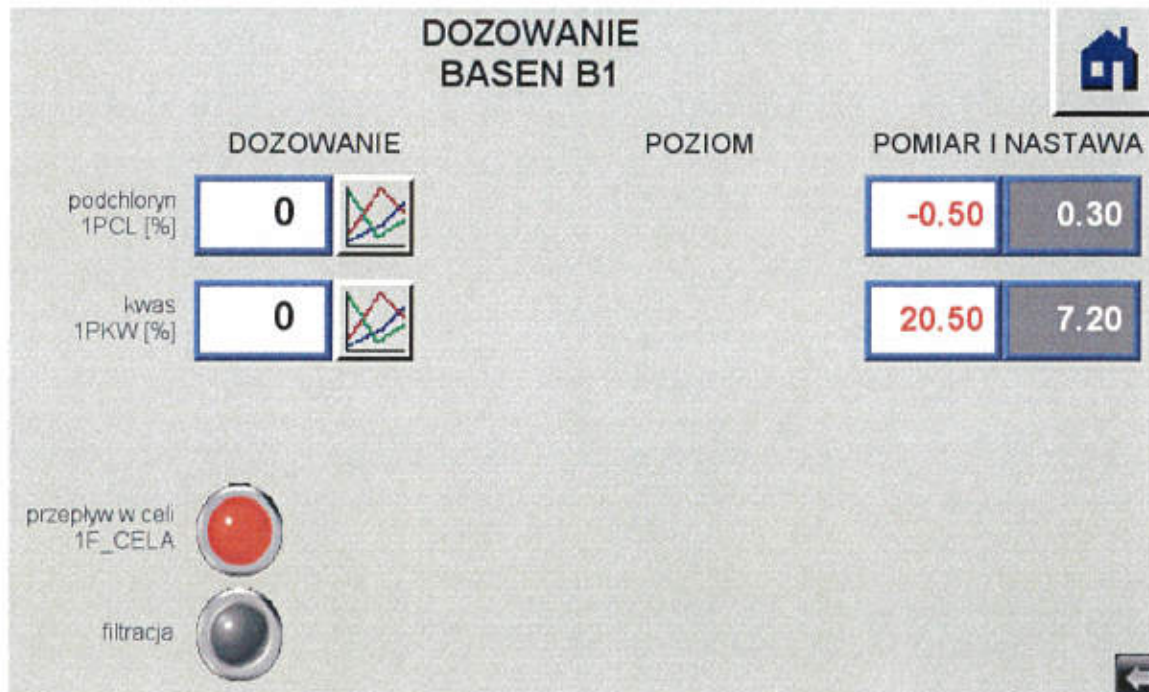 DOZOWANIE
BASEN B1
DOZOWANIE
POZIOM
POMIAR I NASTAWA
podchloryn
1PCL [%]
0
-0.50
0.30
kwas
1PKW [%]
0
20.50
7.20
przepływ w celi
1F_CELA
filtracja